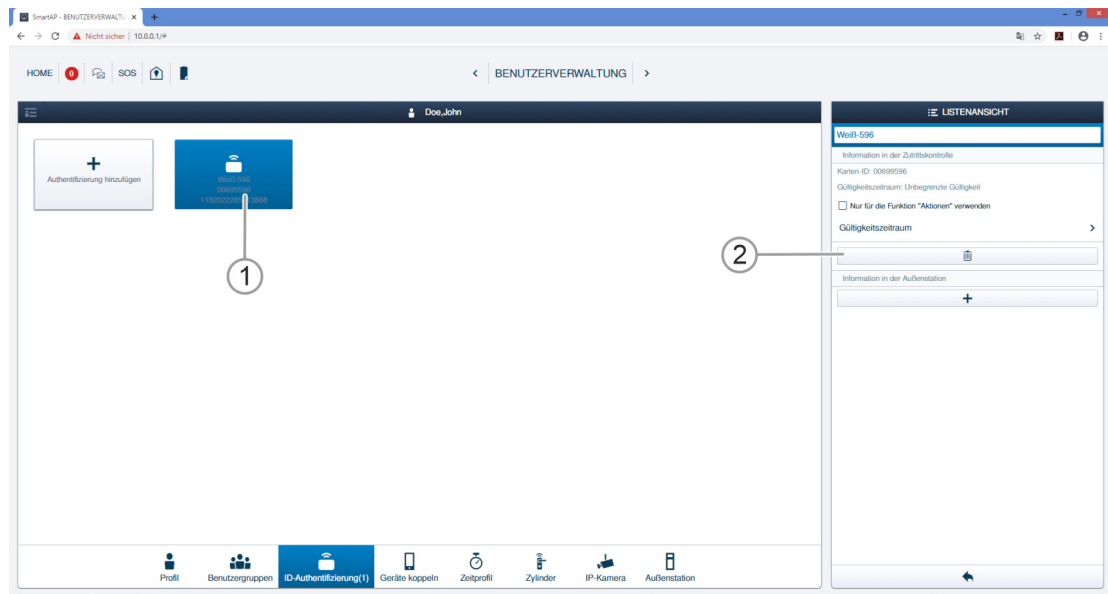 SmartAP - BENUTZERVERWALTU
Nicht sicher | 10.0.0.1/#
HOME 0 SOS
BENUTZERVERWALTUNG
Doe,John
Authentifizierung hinzufügen
Weiß-596
00699596
1
LISTENANSICHT
Weiß-596
Information in der Zutrittskontrolle
Karten-ID: 00699596
Gültigkeitszeitraum: Unbegrenzte Gültigkeit
Nur für die Funktion "Aktionen" verwenden
Gültigkeitszeitraum
2
Information in der Außenstation
Profil
Benutzergruppen
ID-Authentifizierung(1)
Geräte koppeln
Zeitprofil
Zylinder
IP-Kamera
Außenstation